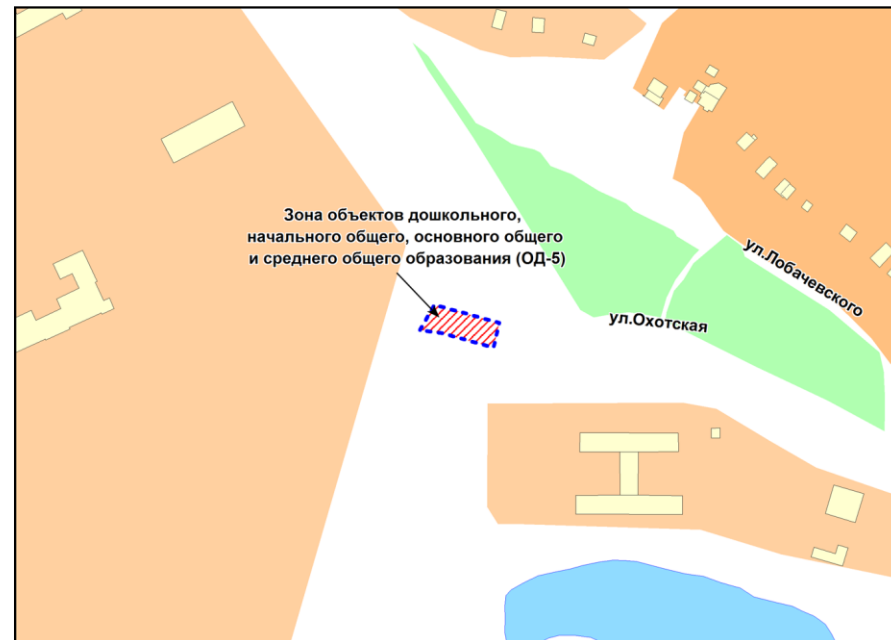 Зона объектов дошкольного,
начального общего, основного общего
и среднего общего образования (ОД-5)
ул.Лобачевского
ул.Охотская